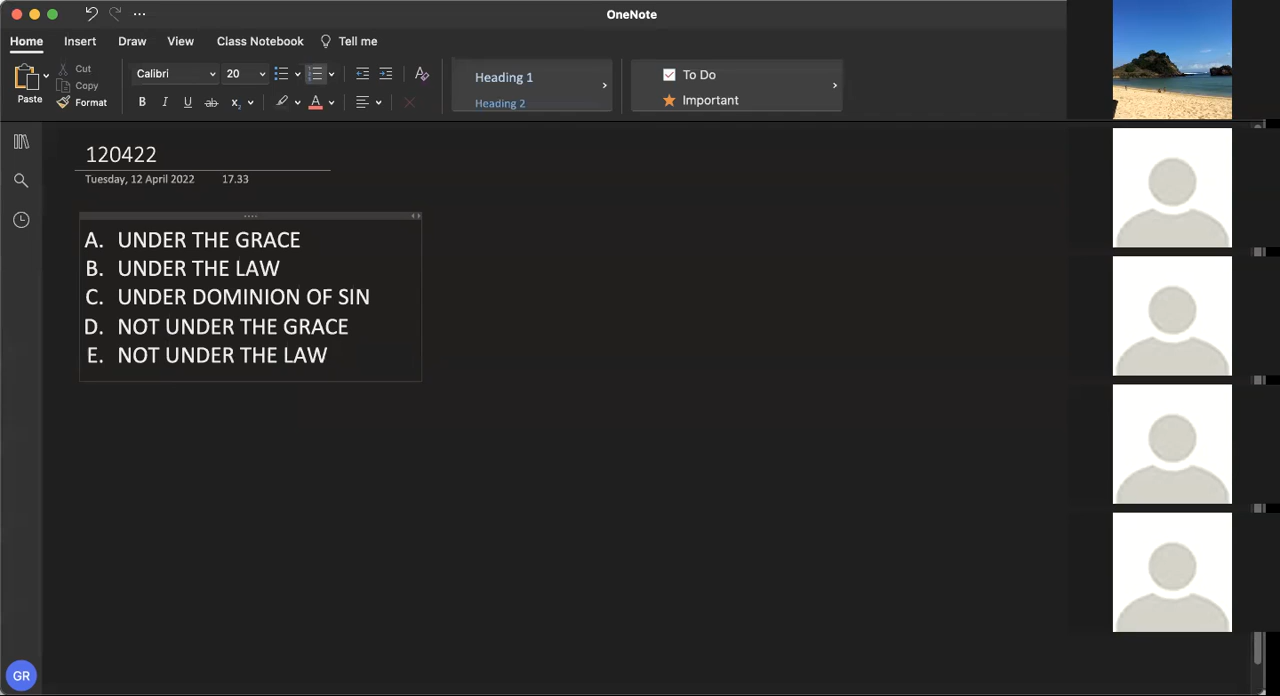 OneNote
Home Insert Draw View Class Notebook Tell me
Paste
Cut
Copy
Format
Calibri 20
B I U ab x₂ A
Heading 1
Heading 2
To Do
Important
120422
Tuesday, 12 April 2022 17.33
A. UNDER THE GRACE
B. UNDER THE LAW
C. UNDER DOMINION OF SIN
D. NOT UNDER THE GRACE
E. NOT UNDER THE LAW
GR